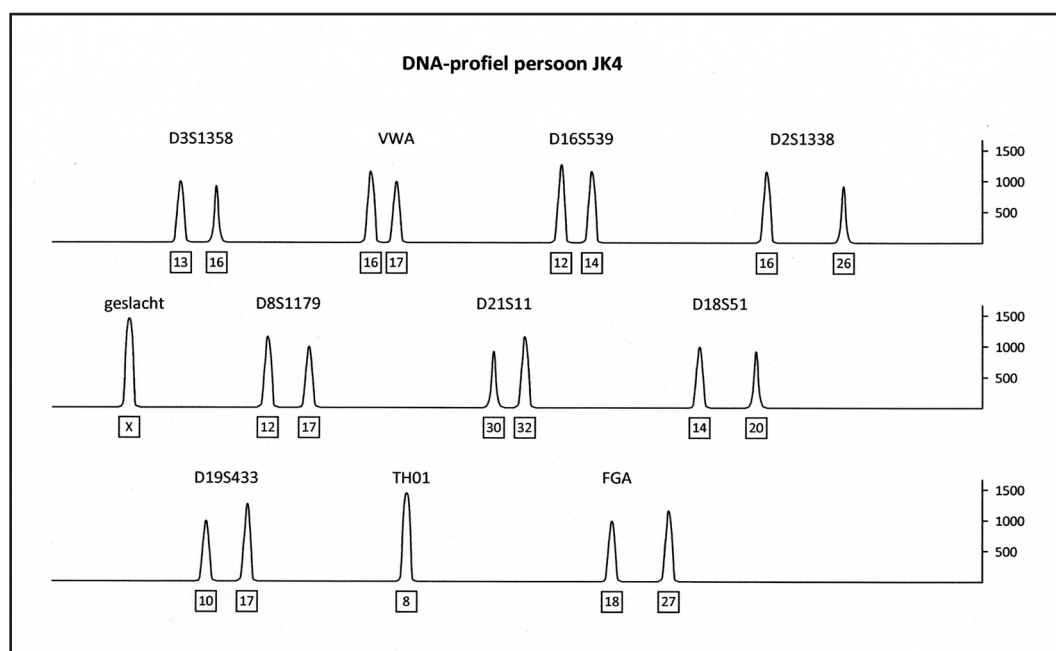 DNA-profiel persoon JK4
D3S1358 VWA D16S539 D2S1338
1500
1000
500
13 16 16 17 12 14 16 26
geslacht D8S1179 D21S11 D18S51
1500
1000
500
X 12 17 30 32 14 20
D19S433 TH01 FGA
1500
1000
500
10 17 8 18 27